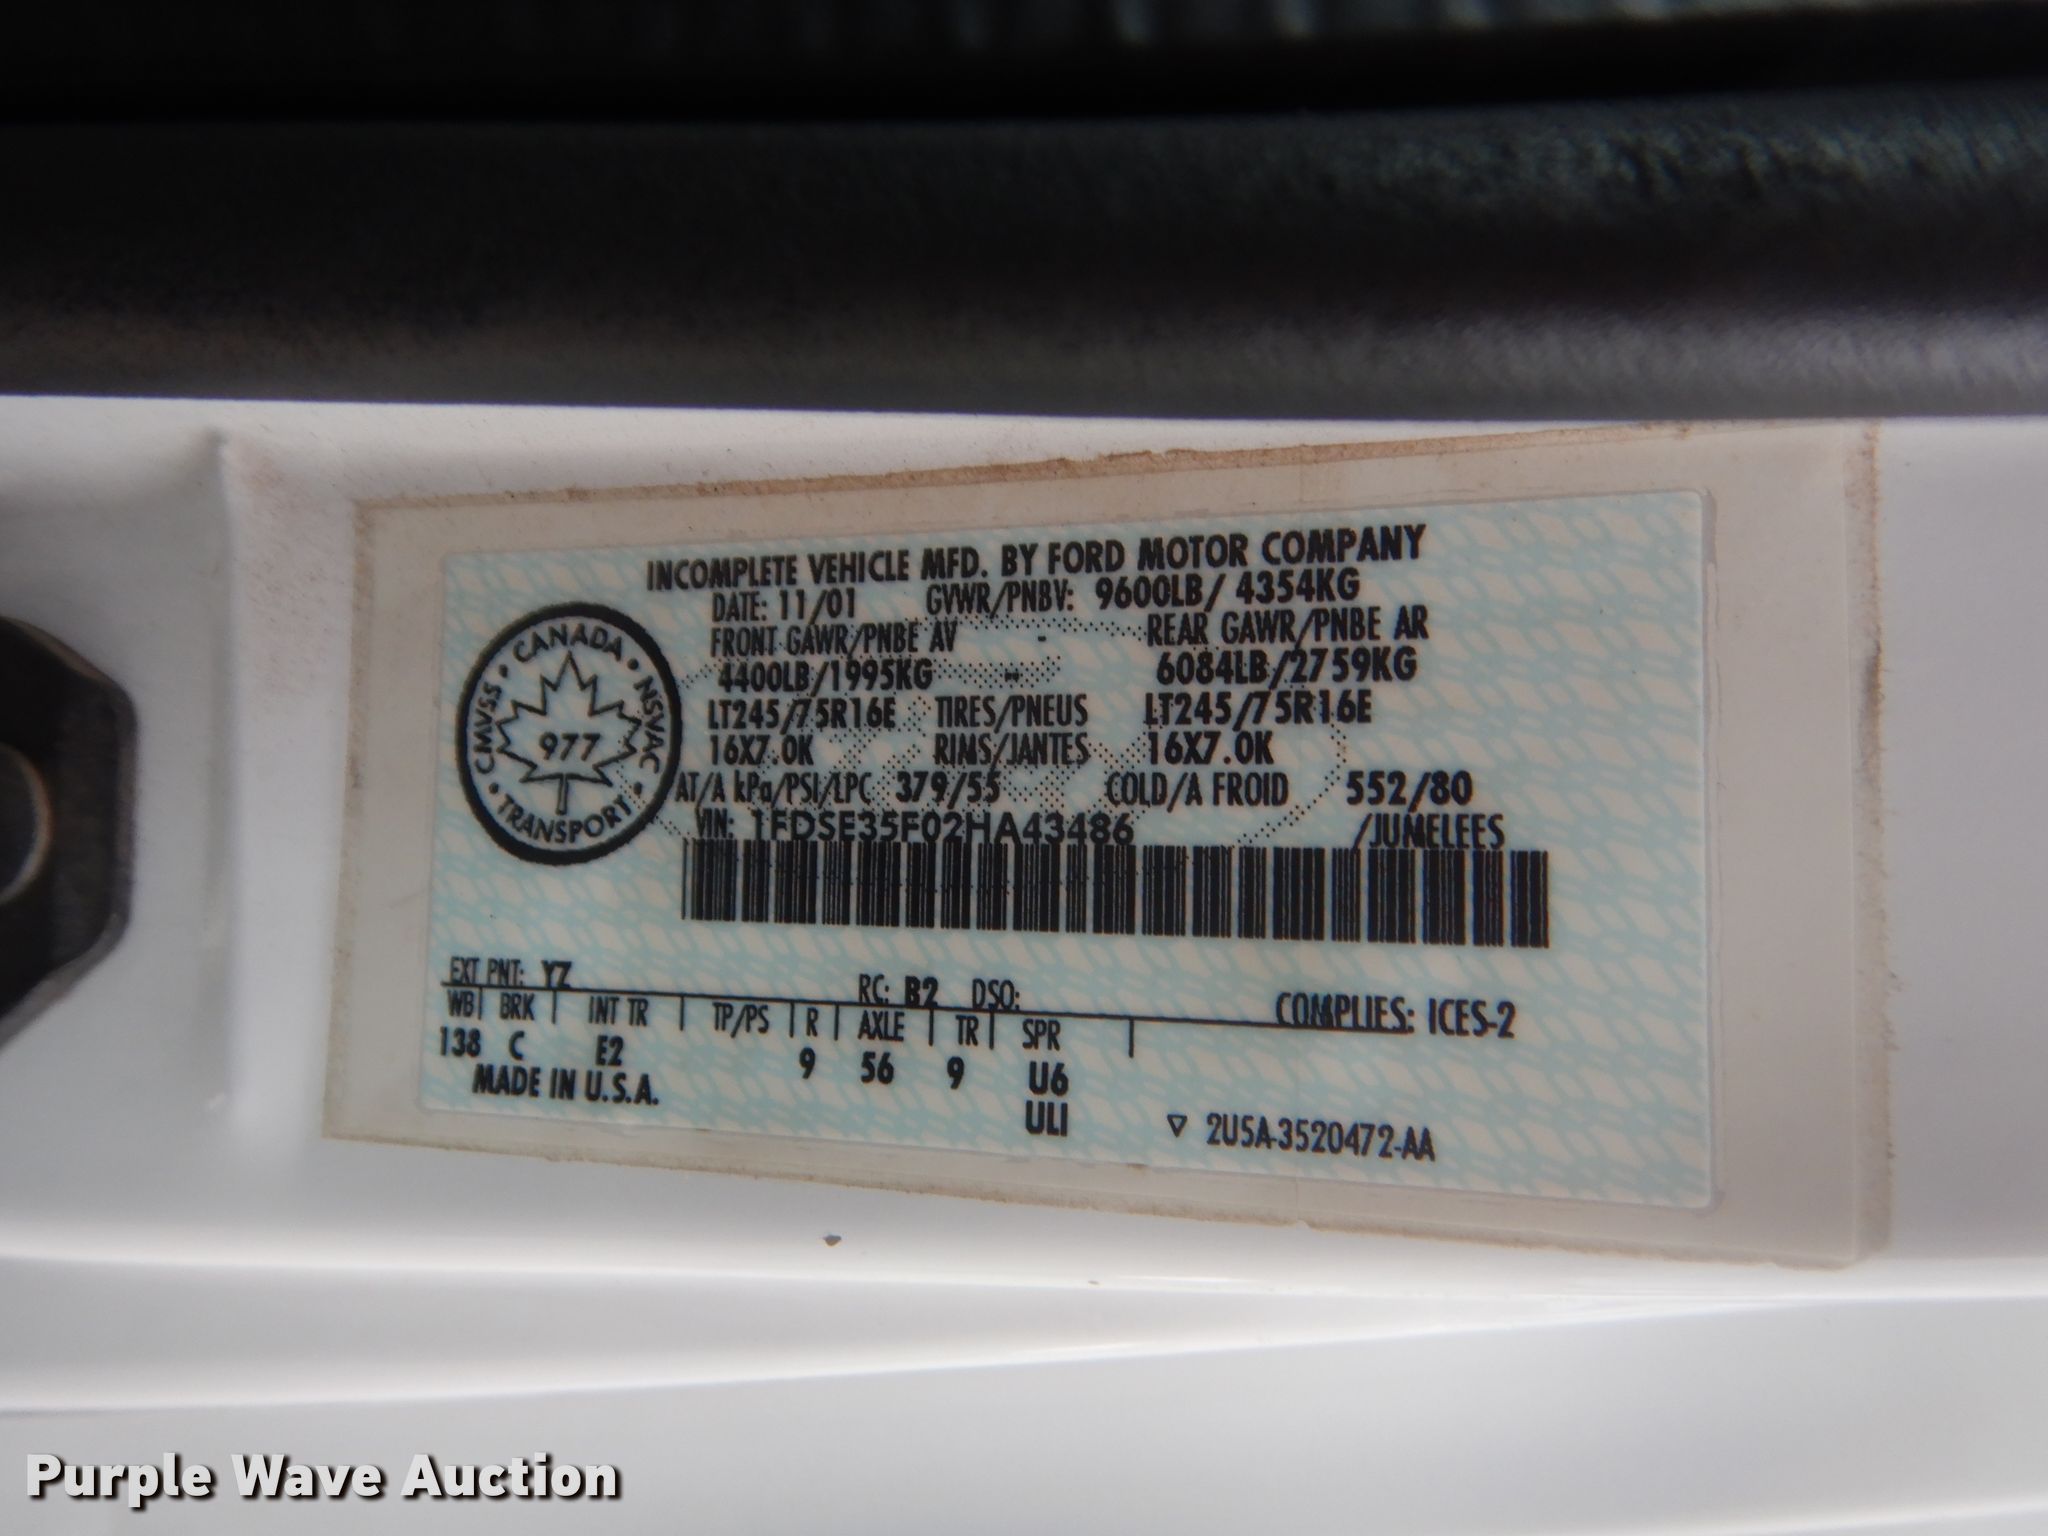 INCOMPLETE VEHICLE MFD. BY FORD MOTOR COMPANY
DATE: 11/01 GVWR/PNBV: 9600LB/ 4354KG
FRONT GAWR/PNBE AV - REAR GAWR/PNBE AR
4400LB/1995KG -- 6084LB/2759KG
LT245/75R16E TIRES/PNEUS LT245/75R16E
16X7.0K RIMS/JANTES 16X7.0K
AT/A kPa/PSI/LPC 379/55 COLD/A FROID 552/80
VIN: 1FDSE35F02HA43486 /JUMELEES
CANADA • NSVAC • TRANSPORT • CMVSS •
977
EXT PNT: YZ RC: B2 DSO:
WB| BRK | INT TR | TP/PS | R | AXLE | TR | SPR | COMPLIES: ICES-2
138 C E2 9 56 9 U6
MADE IN U.S.A. ULI
▽ 2U5A-3520472-AA
Purple Wave Auction